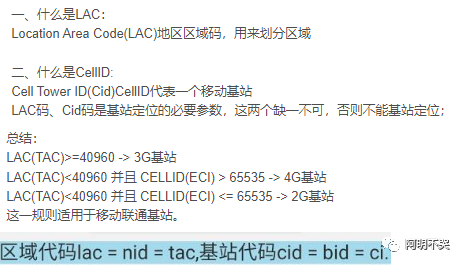 一、什么是LAC：
Location Area Code(LAC)地区区域码，用来划分区域
二、什么是CellID:
Cell Tower ID(Cid)CellID代表一个移动基站
LAC码、Cid码是基站定位的必要参数，这两个缺一不可，否则不能基站定位；
总结：
LAC(TAC)>=40960 -> 3G基站
LAC(TAC)<40960 并且 CELLID(ECI) > 65535 -> 4G基站
LAC(TAC)<40960 并且 CELLID(ECI) <= 65535 -> 2G基站
这一规则适用于移动联通基站。
阿明不哭
区域代码lac = nid = tac,基站代码cid = bid = ci.